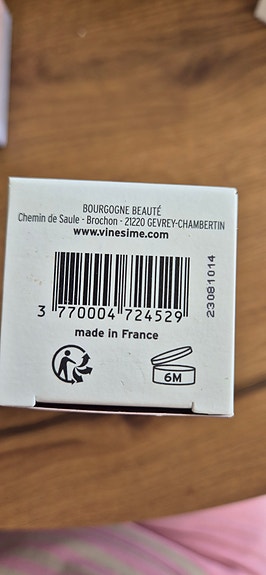 BOURGOGNE BEAUTÉ
Chemin de Saule - Brochon - 21220 GEVREY-CHAMBERTIN
www.vinesime.com
3 770004 724529
23081014
made in France
6M